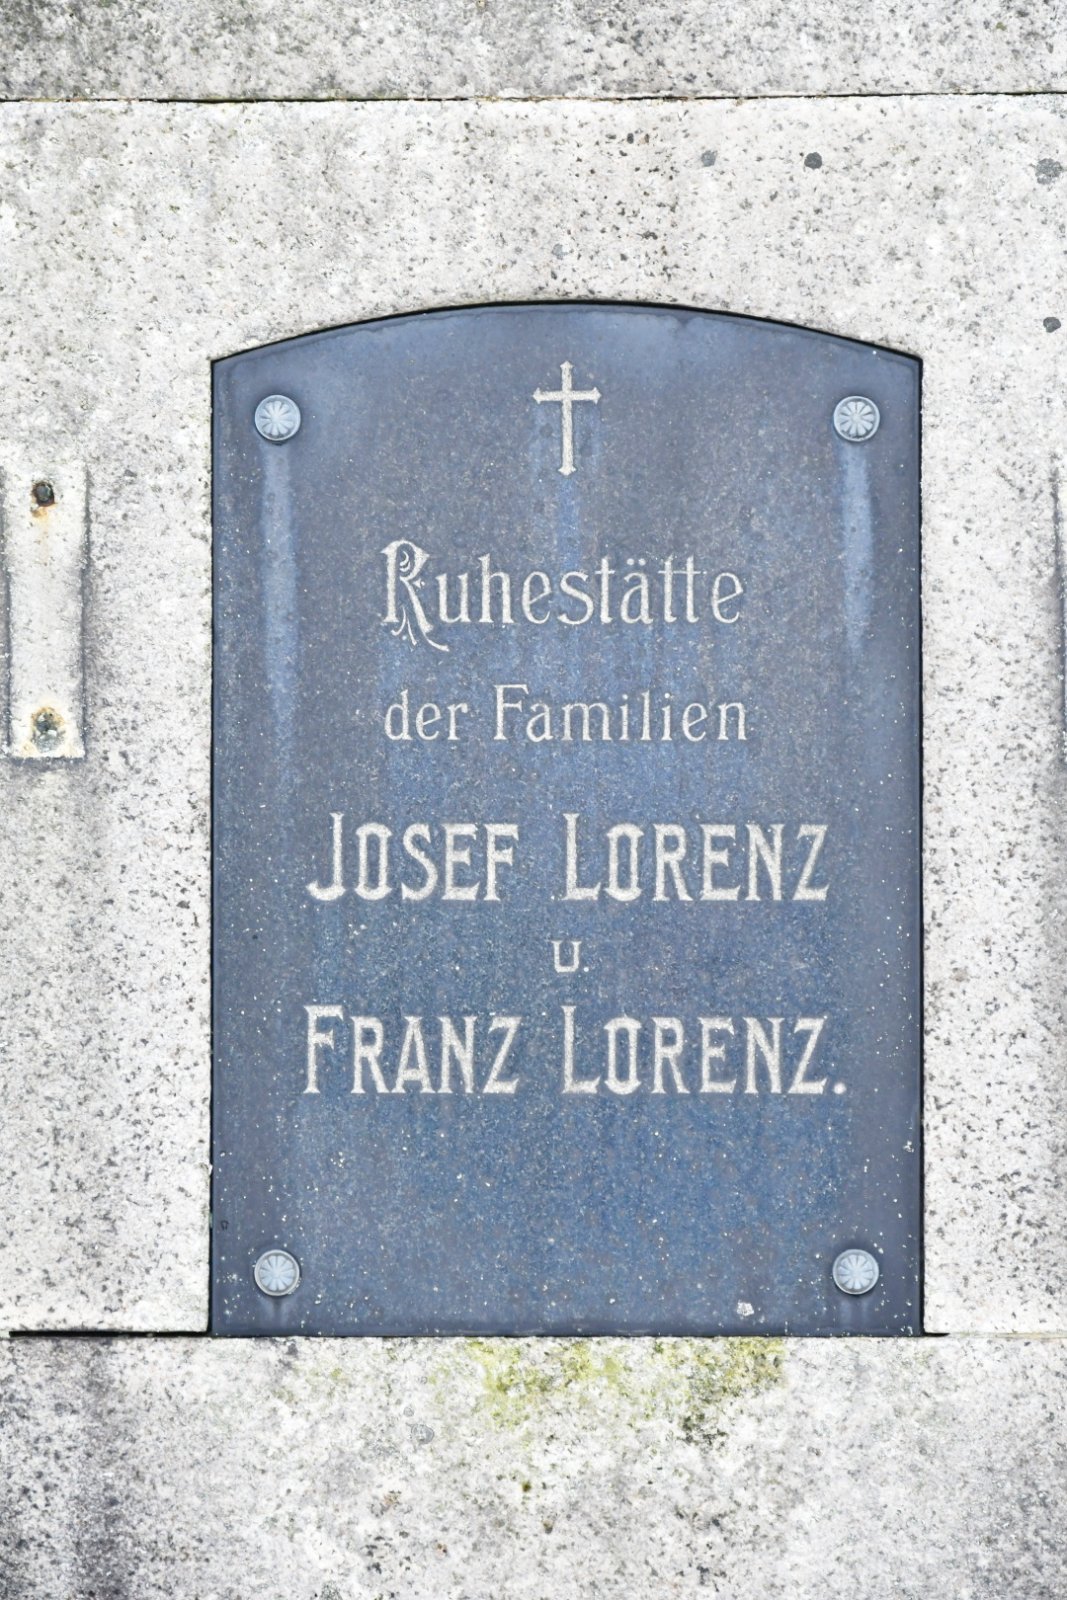 Ruhestätte
der Familien
JOSEF LORENZ
u.
FRANZ LORENZ.